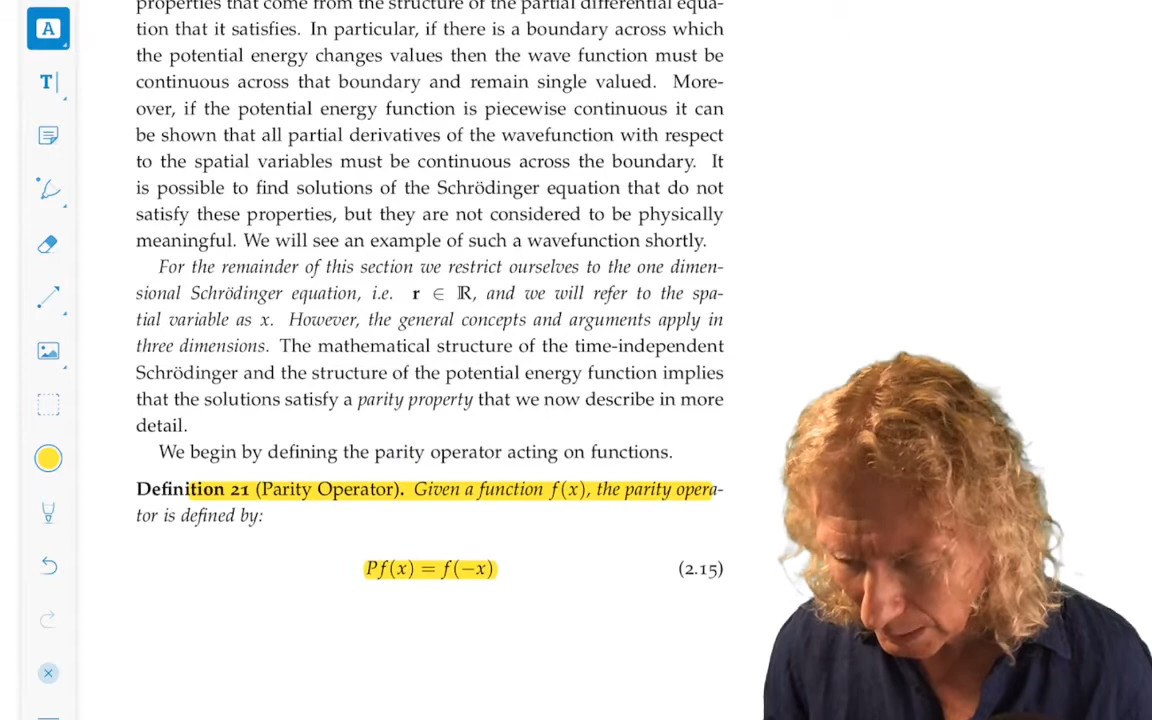 properties that come from the structure of the partial differential equa-
tion that it satisfies. In particular, if there is a boundary across which
the potential energy changes values then the wave function must be
continuous across that boundary and remain single valued. More-
over, if the potential energy function is piecewise continuous it can
be shown that all partial derivatives of the wavefunction with respect
to the spatial variables must be continuous across the boundary. It
is possible to find solutions of the Schrödinger equation that do not
satisfy these properties, but they are not considered to be physically
meaningful. We will see an example of such a wavefunction shortly.
For the remainder of this section we restrict ourselves to the one dimen-
sional Schrödinger equation, i.e. r ∈ ℝ, and we will refer to the spa-
tial variable as x. However, the general concepts and arguments apply in
three dimensions. The mathematical structure of the time-independent
Schrödinger and the structure of the potential energy function implies
that the solutions satisfy a parity property that we now describe in more
detail.
We begin by defining the parity operator acting on functions.
Definition 21 (Parity Operator). Given a function f(x), the parity opera-
tor is defined by:
Pf(x) = f(−x) (2.15)
A
T